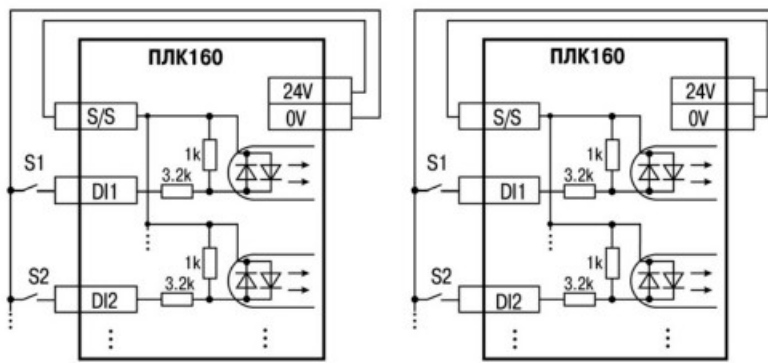 ПЛК160
24V
0V
S/S
1k
S1
3.2k
DI1
1k
S2
3.2k
DI2
ПЛК160
24V
0V
S/S
1k
S1
3.2k
DI1
1k
S2
3.2k
DI2